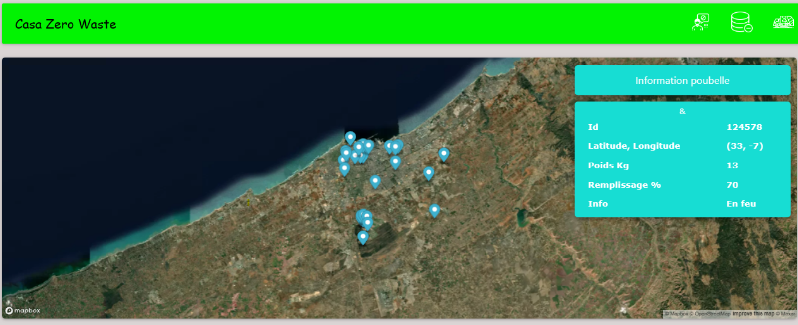 Casa Zero Waste
Information poubelle
&
Id 124578
Latitude, Longitude (33, -7)
Poids Kg 13
Remplissage % 70
Info En feu
mapbox
© Mapbox © OpenStreetMap Improve this map © Maxar